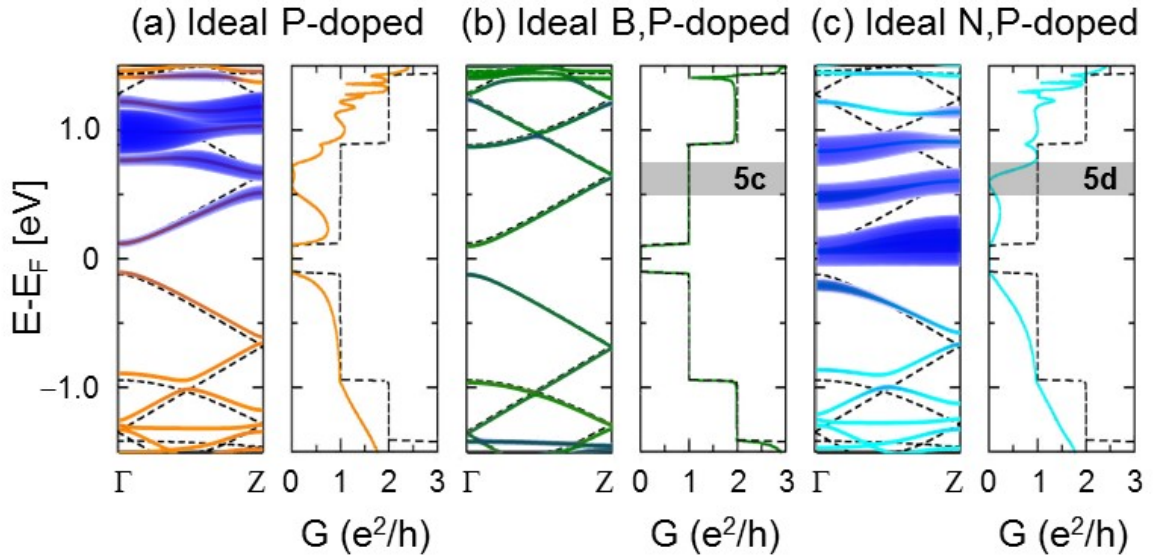 (a) Ideal P-doped (b) Ideal B,P-doped (c) Ideal N,P-doped
E-E_F [eV]
1.0
0
−1.0
5c
5d
Γ Z 0 1 2 3 Γ Z 0 1 2 3 Γ Z 0 1 2 3
G (e²/h) G (e²/h) G (e²/h)